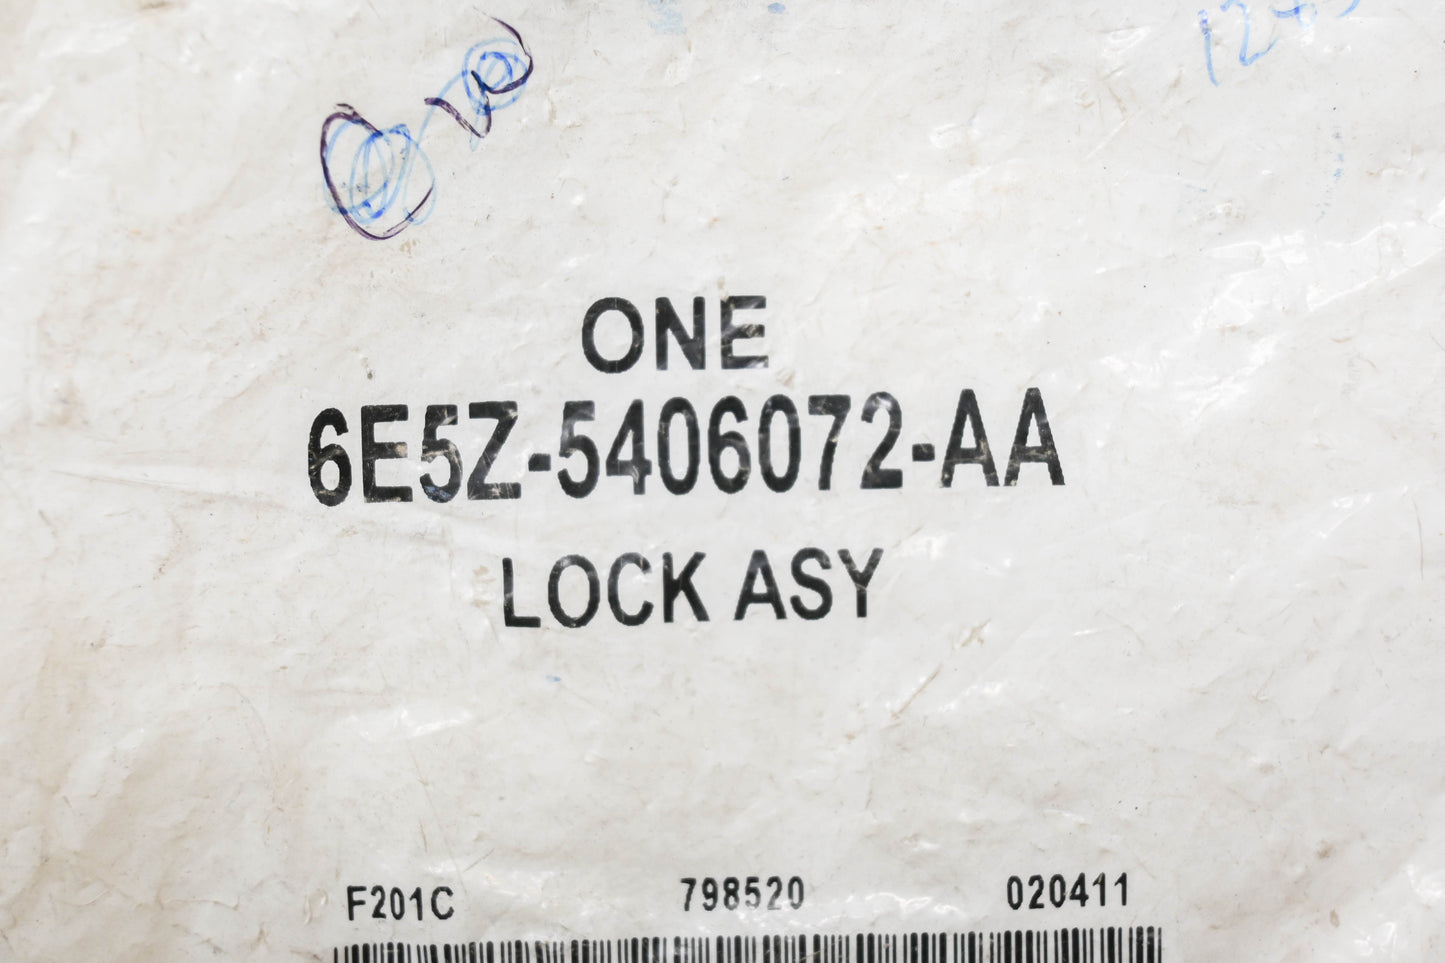 ONE
6E5Z-5406072-AA
LOCK ASY
F201C 798520 020411